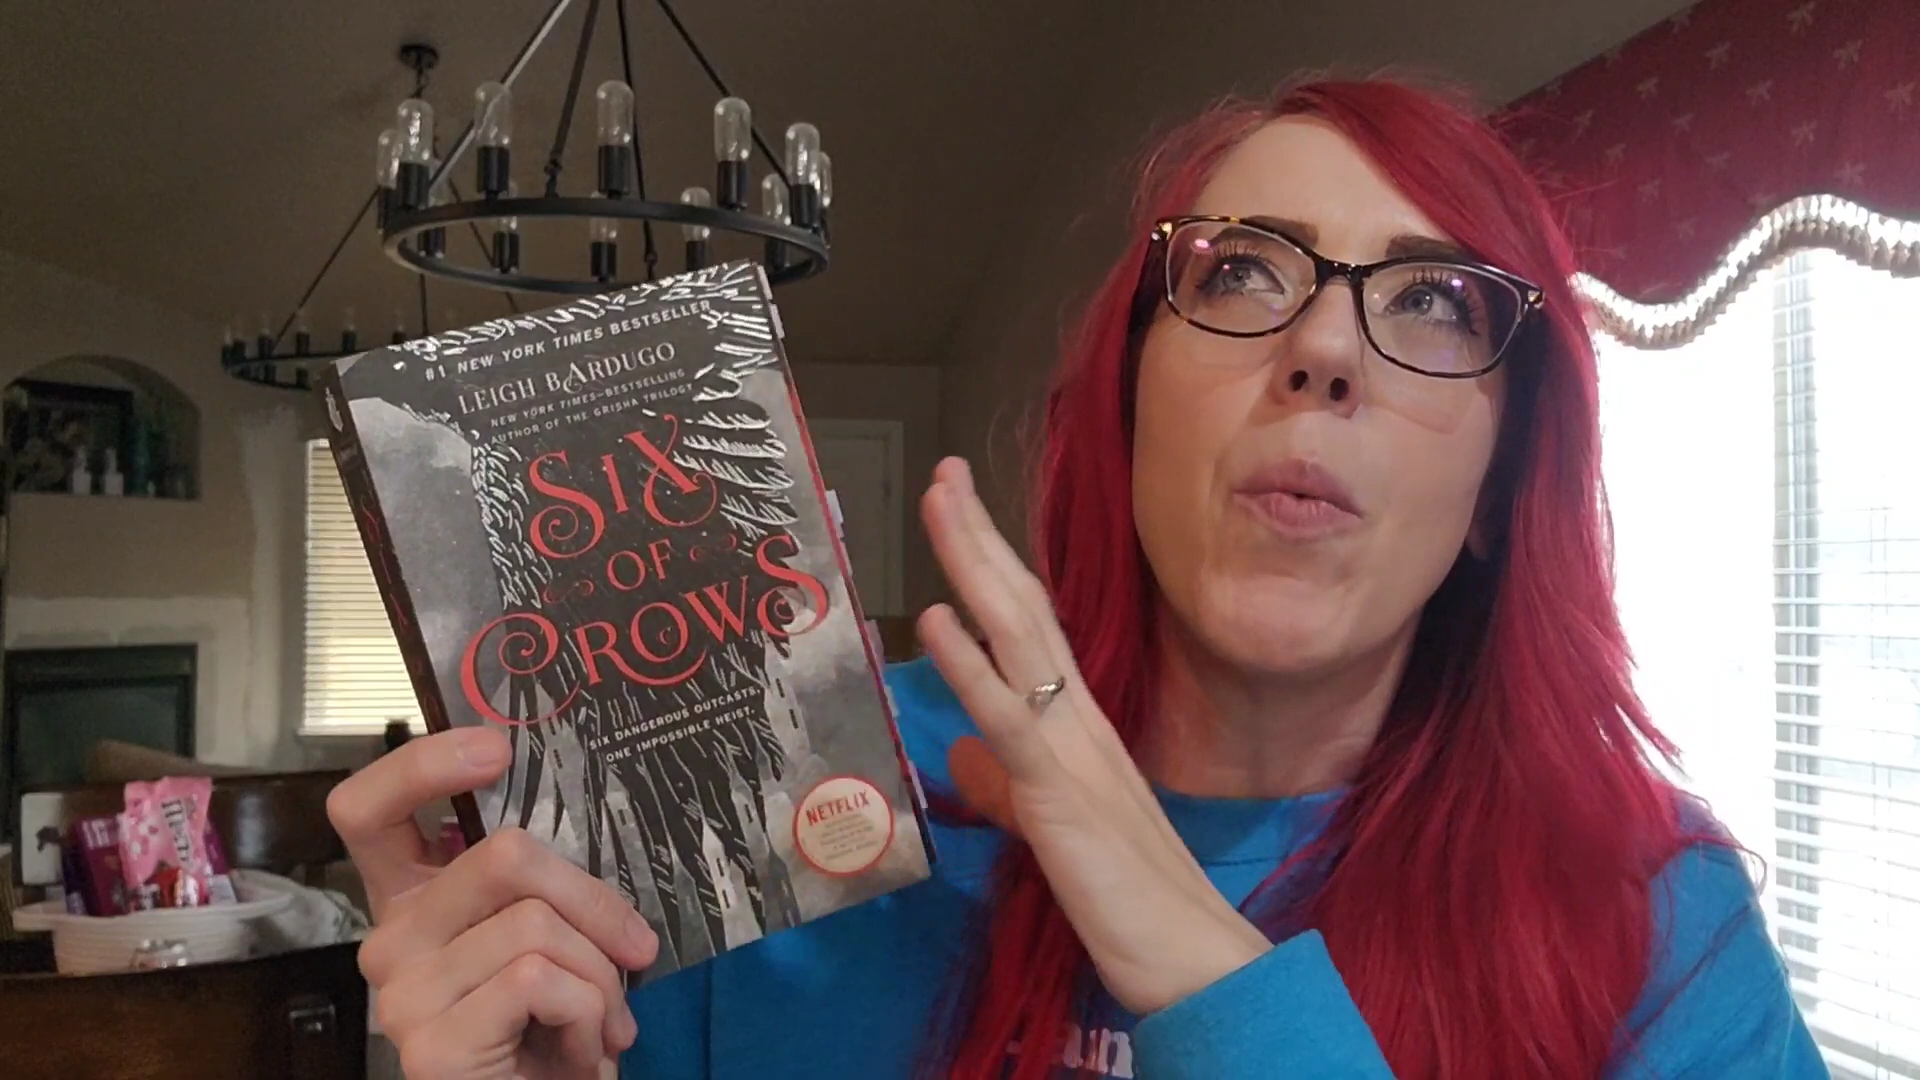 #1 NEW YORK TIMES BESTSELLER
LEIGH BARDUGO
NEW YORK TIMES-BESTSELLING
AUTHOR OF THE GRISHA TRILOGY
SIX
OF
CROWS
SIX DANGEROUS OUTCASTS.
ONE IMPOSSIBLE HEIST.
NETFLIX